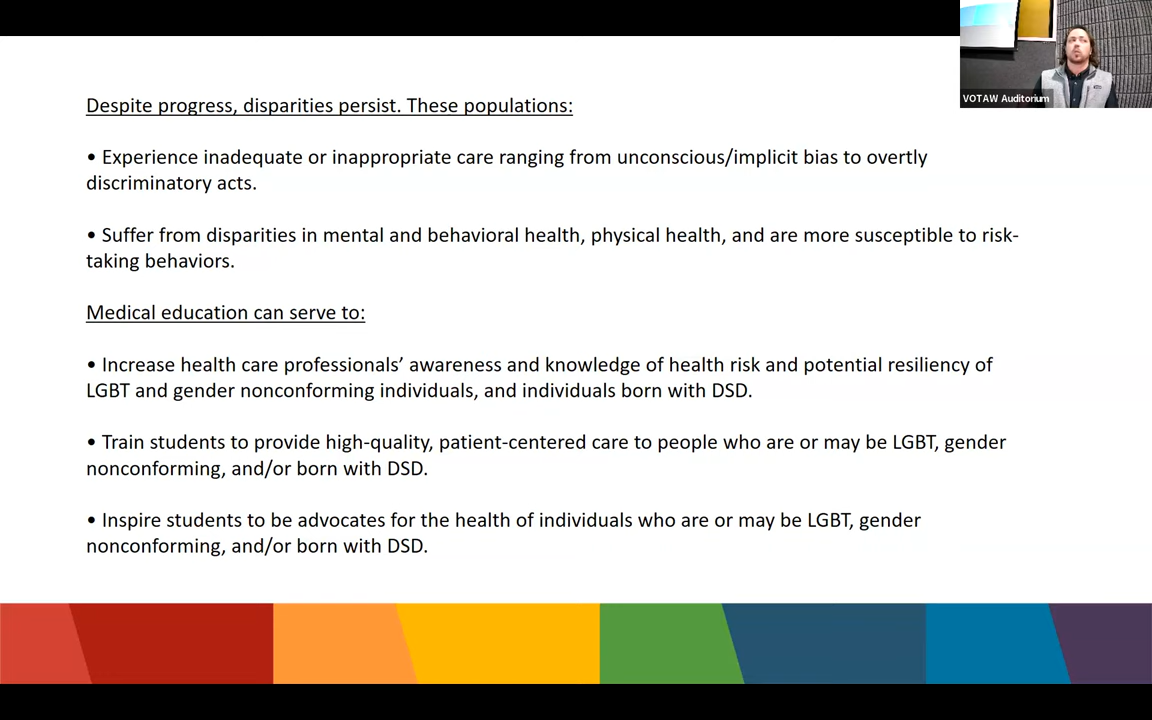 VOTAW Auditorium
Despite progress, disparities persist. These populations:
• Experience inadequate or inappropriate care ranging from unconscious/implicit bias to overtly
discriminatory acts.
• Suffer from disparities in mental and behavioral health, physical health, and are more susceptible to risk-
taking behaviors.
Medical education can serve to:
• Increase health care professionals’ awareness and knowledge of health risk and potential resiliency of
LGBT and gender nonconforming individuals, and individuals born with DSD.
• Train students to provide high-quality, patient-centered care to people who are or may be LGBT, gender
nonconforming, and/or born with DSD.
• Inspire students to be advocates for the health of individuals who are or may be LGBT, gender
nonconforming, and/or born with DSD.